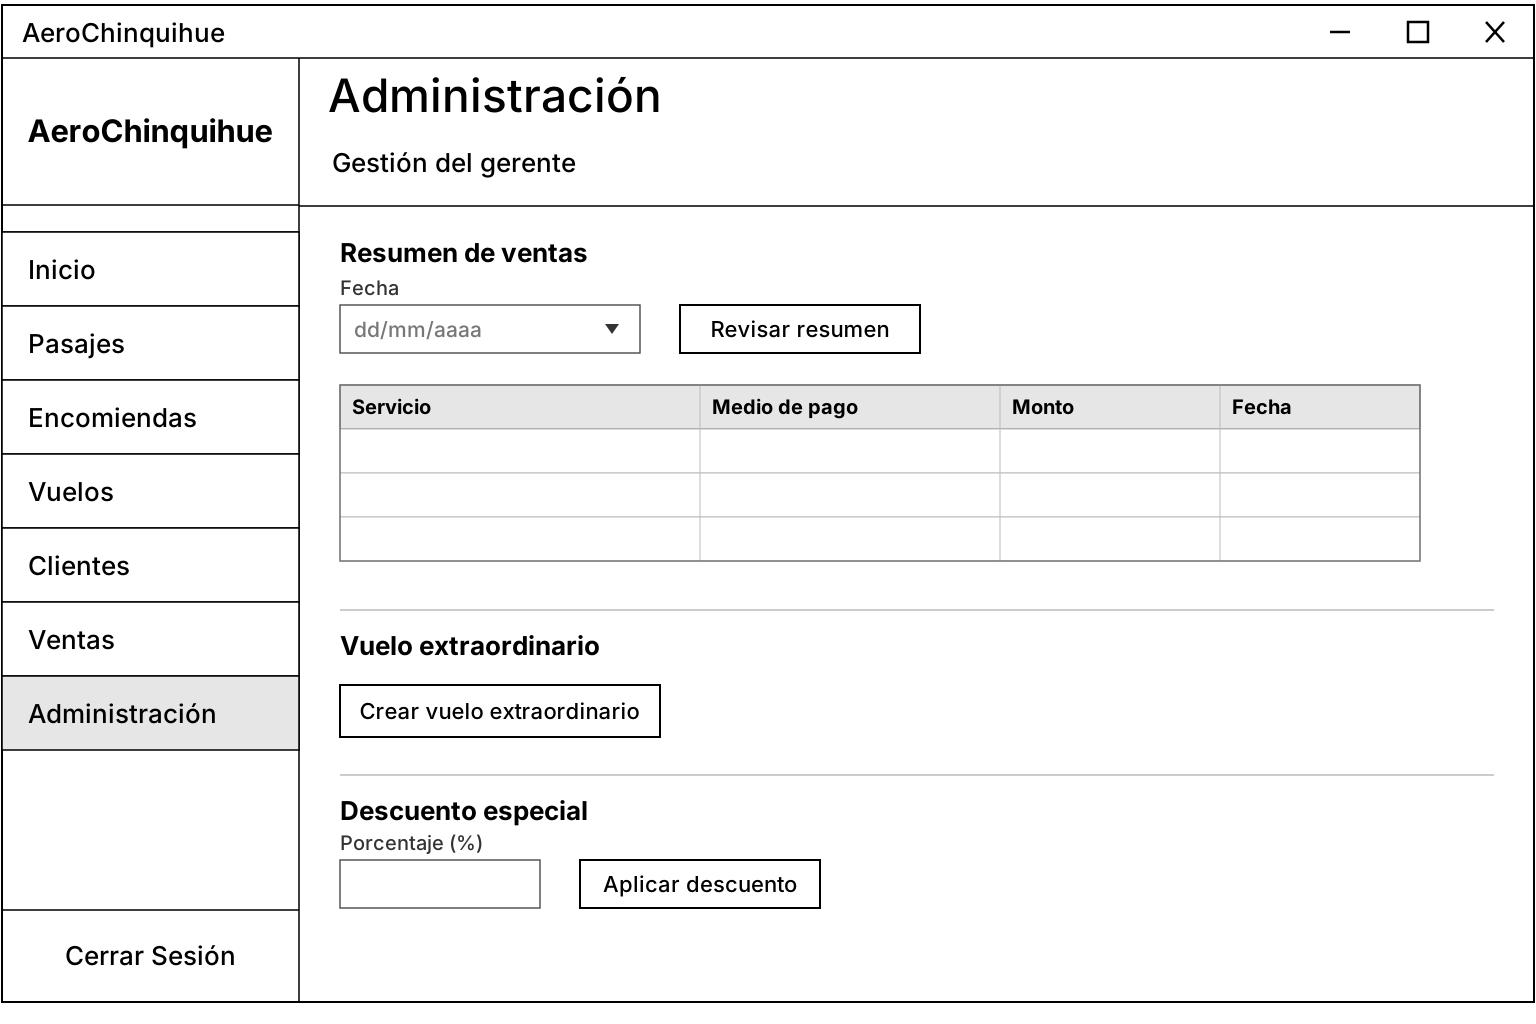 AeroChinquihue
AeroChinquihue
Administración
Gestión del gerente
Inicio
Pasajes
Encomiendas
Vuelos
Clientes
Ventas
Administración
Cerrar Sesión
Resumen de ventas
Fecha
dd/mm/aaaa
Revisar resumen
Servicio Medio de pago Monto Fecha
Vuelo extraordinario
Crear vuelo extraordinario
Descuento especial
Porcentaje (%)
Aplicar descuento